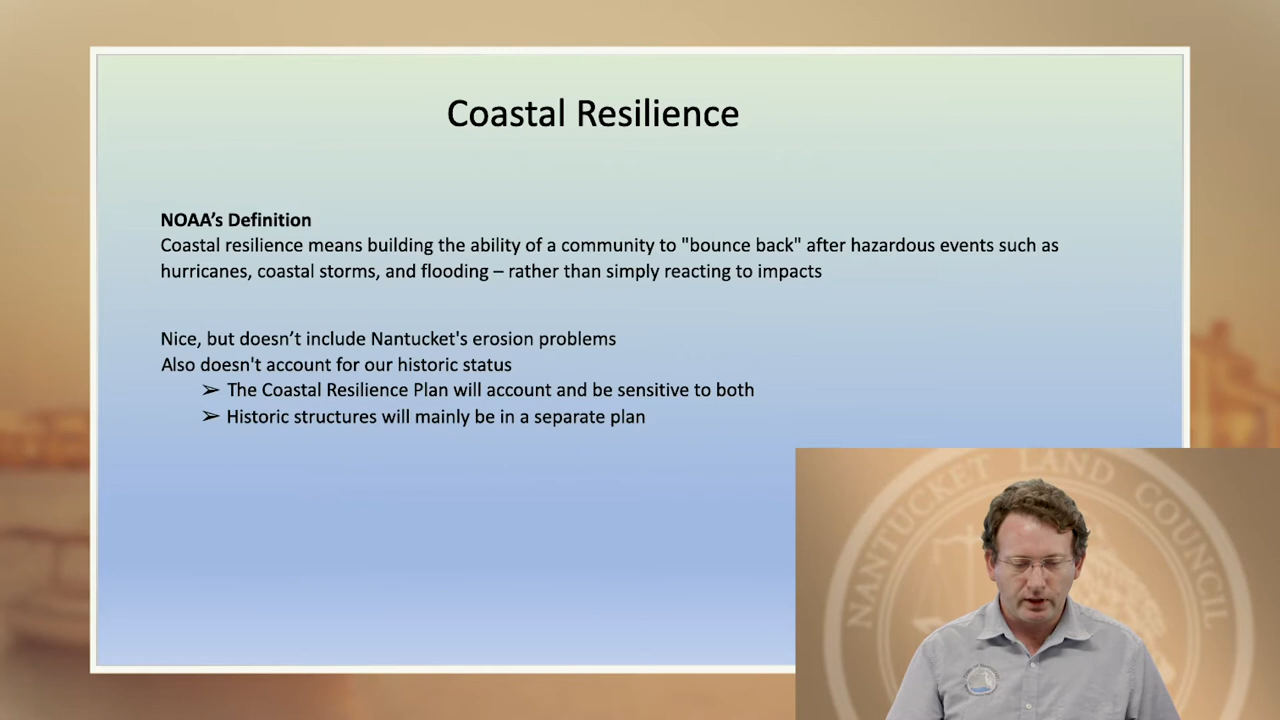 Coastal Resilience
NOAA’s Definition
Coastal resilience means building the ability of a community to "bounce back" after hazardous events such as
hurricanes, coastal storms, and flooding – rather than simply reacting to impacts
Nice, but doesn’t include Nantucket's erosion problems
Also doesn't account for our historic status
➢ The Coastal Resilience Plan will account and be sensitive to both
➢ Historic structures will mainly be in a separate plan
NANTUCKET LAND COUNCIL